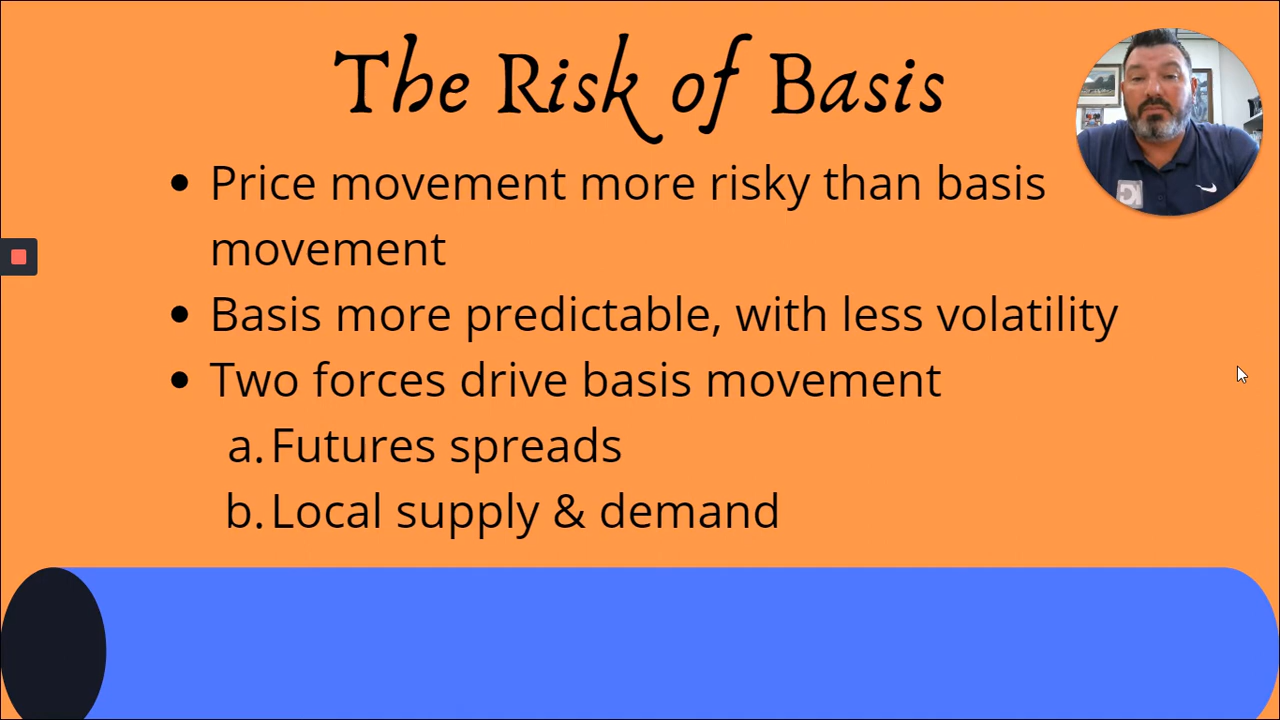 The Risk of Basis
• Price movement more risky than basis
movement
• Basis more predictable, with less volatility
• Two forces drive basis movement
a. Futures spreads
b. Local supply & demand